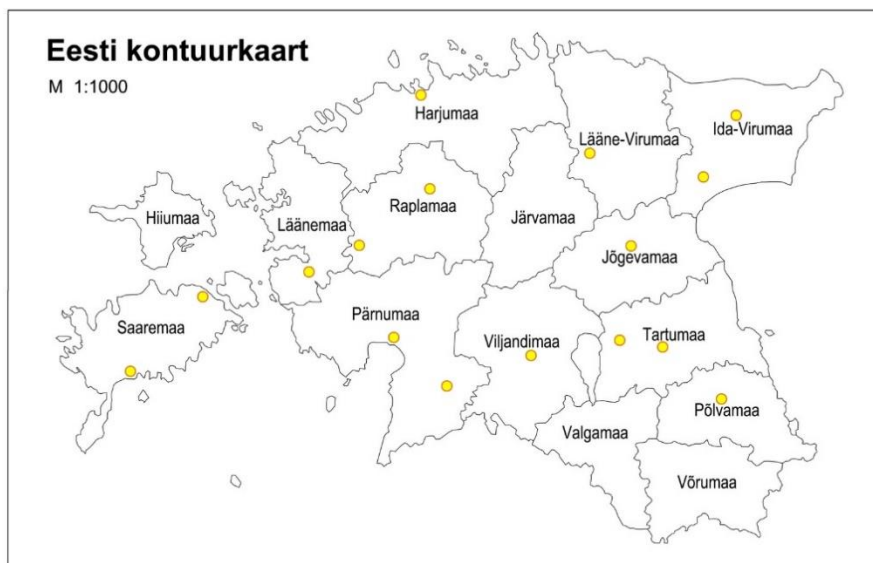 Eesti kontuurkaart
M 1:1000
Harjumaa
Lääne-Virumaa
Ida-Virumaa
Hiiumaa
Läänemaa
Raplamaa
Järvamaa
Jõgevamaa
Saaremaa
Pärnumaa
Viljandimaa
Tartumaa
Valgamaa
Põlvamaa
Võrumaa